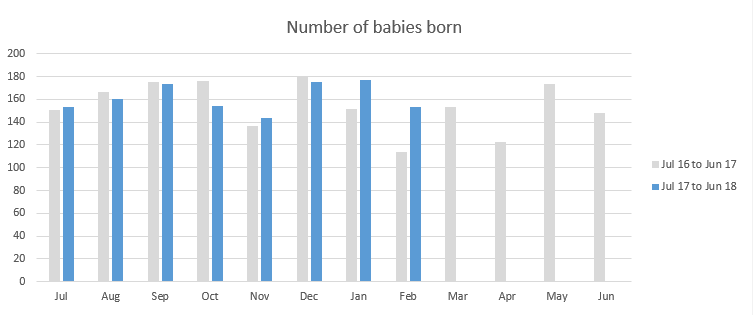 Number of babies born
200
180
160
140
120
100
80
60
40
20
0
Jul Aug Sep Oct Nov Dec Jan Feb Mar Apr May Jun
Jul 16 to Jun 17
Jul 17 to Jun 18